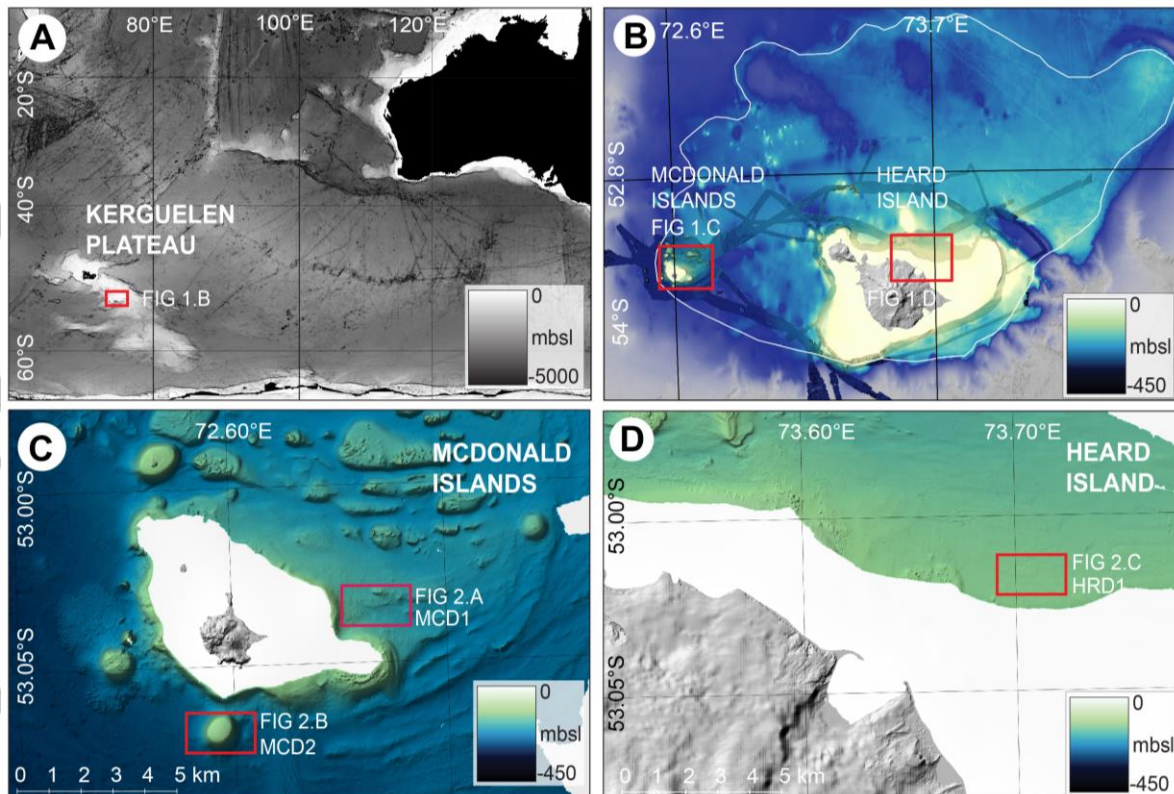 A
80°E
100°E
120°E
20°S
40°S
60°S
KERGUELEN
PLATEAU
FIG 1.B
0
mbsl
-5000
B
72.6°E
73.7°E
52.8°S
54°S
MCDONALD
ISLANDS
FIG 1.C
HEARD
ISLAND
FIG 1.D
0
mbsl
-450
C
72.60°E
53.00°S
53.05°S
MCDONALD
ISLANDS
FIG 2.A
MCD1
FIG 2.B
MCD2
0 1 2 3 4 5 km
0
mbsl
-450
D
73.60°E
73.70°E
53.00°S
53.05°S
HEARD
ISLAND
FIG 2.C
HRD1
0 1 2 3 4 5 km
0
mbsl
-450